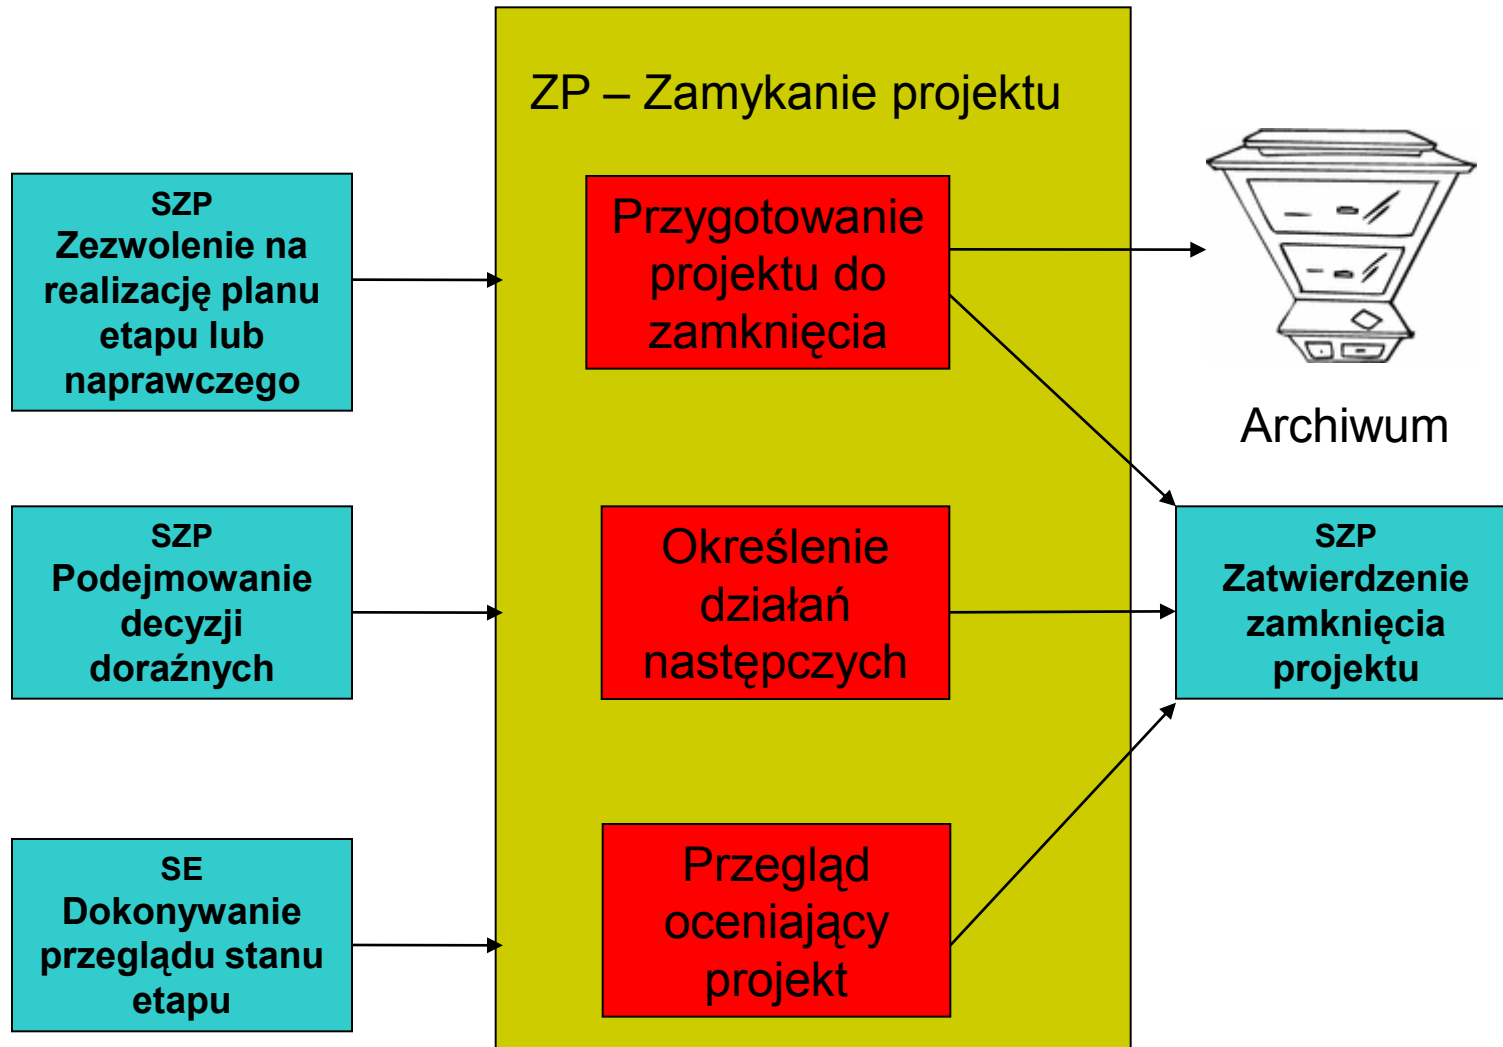 ZP – Zamykanie projektu
SZP
Zezwolenie na
realizację planu
etapu lub
naprawczego
Przygotowanie
projektu do
zamknięcia
Archiwum
SZP
Podejmowanie
decyzji
doraźnych
Określenie
działań
następczych
SZP
Zatwierdzenie
zamknięcia
projektu
SE
Dokonywanie
przeglądu stanu
etapu
Przegląd
oceniający
projekt